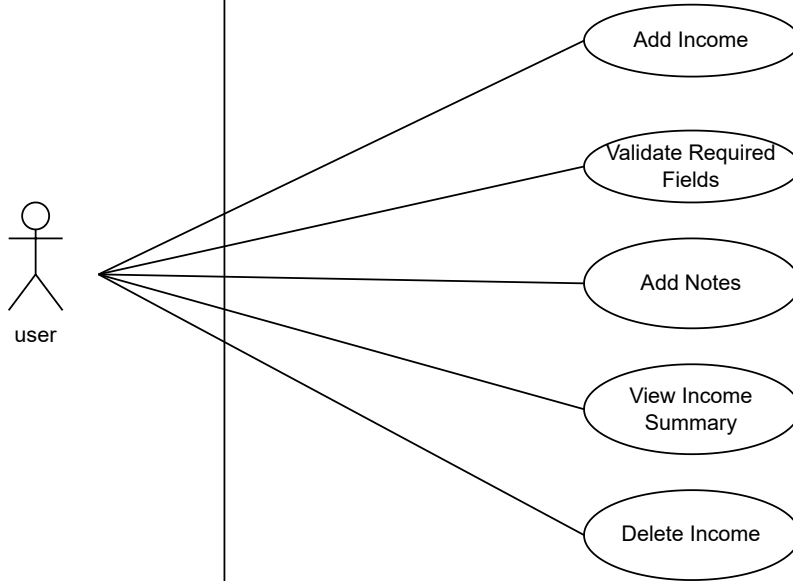 Add Income
Validate Required
Fields
Add Notes
user
View Income
Summary
Delete Income